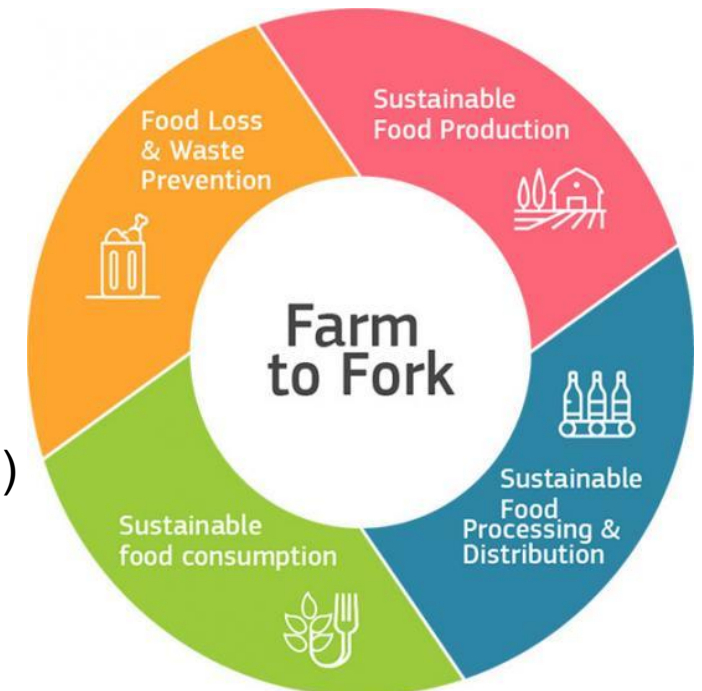 Sustainable
Food Production
Food Loss
& Waste
Prevention
Farm
to Fork
)
Sustainable
Food
Processing &
Distribution
Sustainable
food consumption